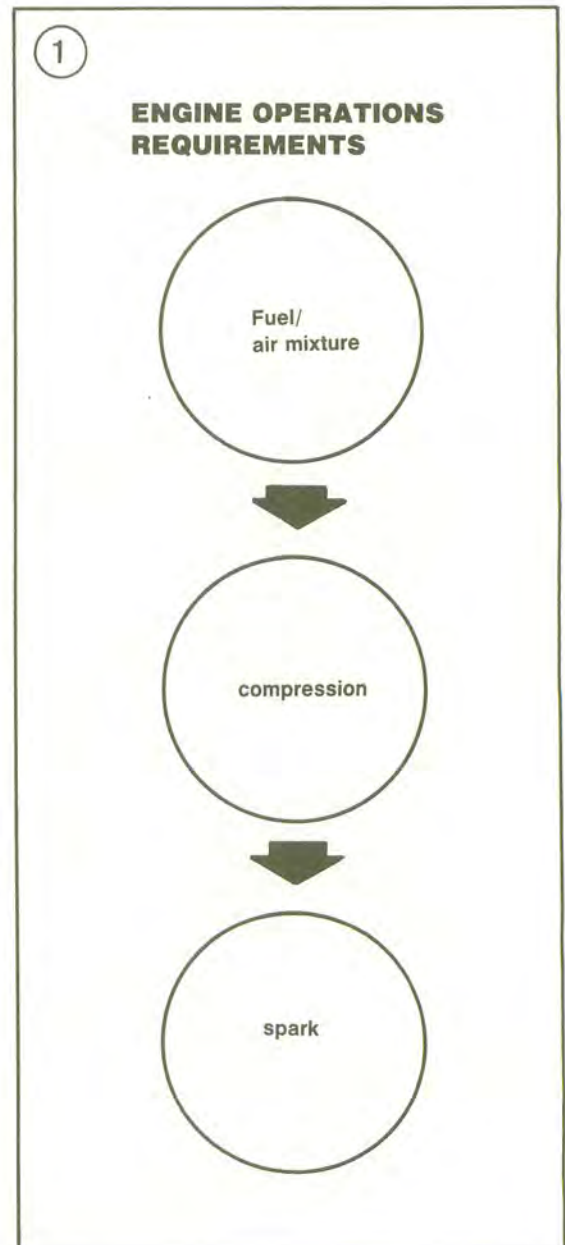 1
ENGINE OPERATIONS
REQUIREMENTS
Fuel/
air mixture
compression
spark